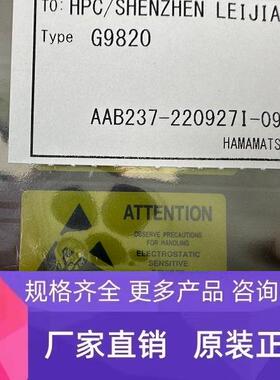 TO: HPC/SHENZHEN LEIJIA
Type G9820
AAB237-220927I-09
HAMAMATS
ATTENTION
OBSERVE PRECAUTIONS
FOR HANDLING
ELECTROSTATIC
SENSITIVE
规格齐全 更多产品 咨询
厂家直销 原装正